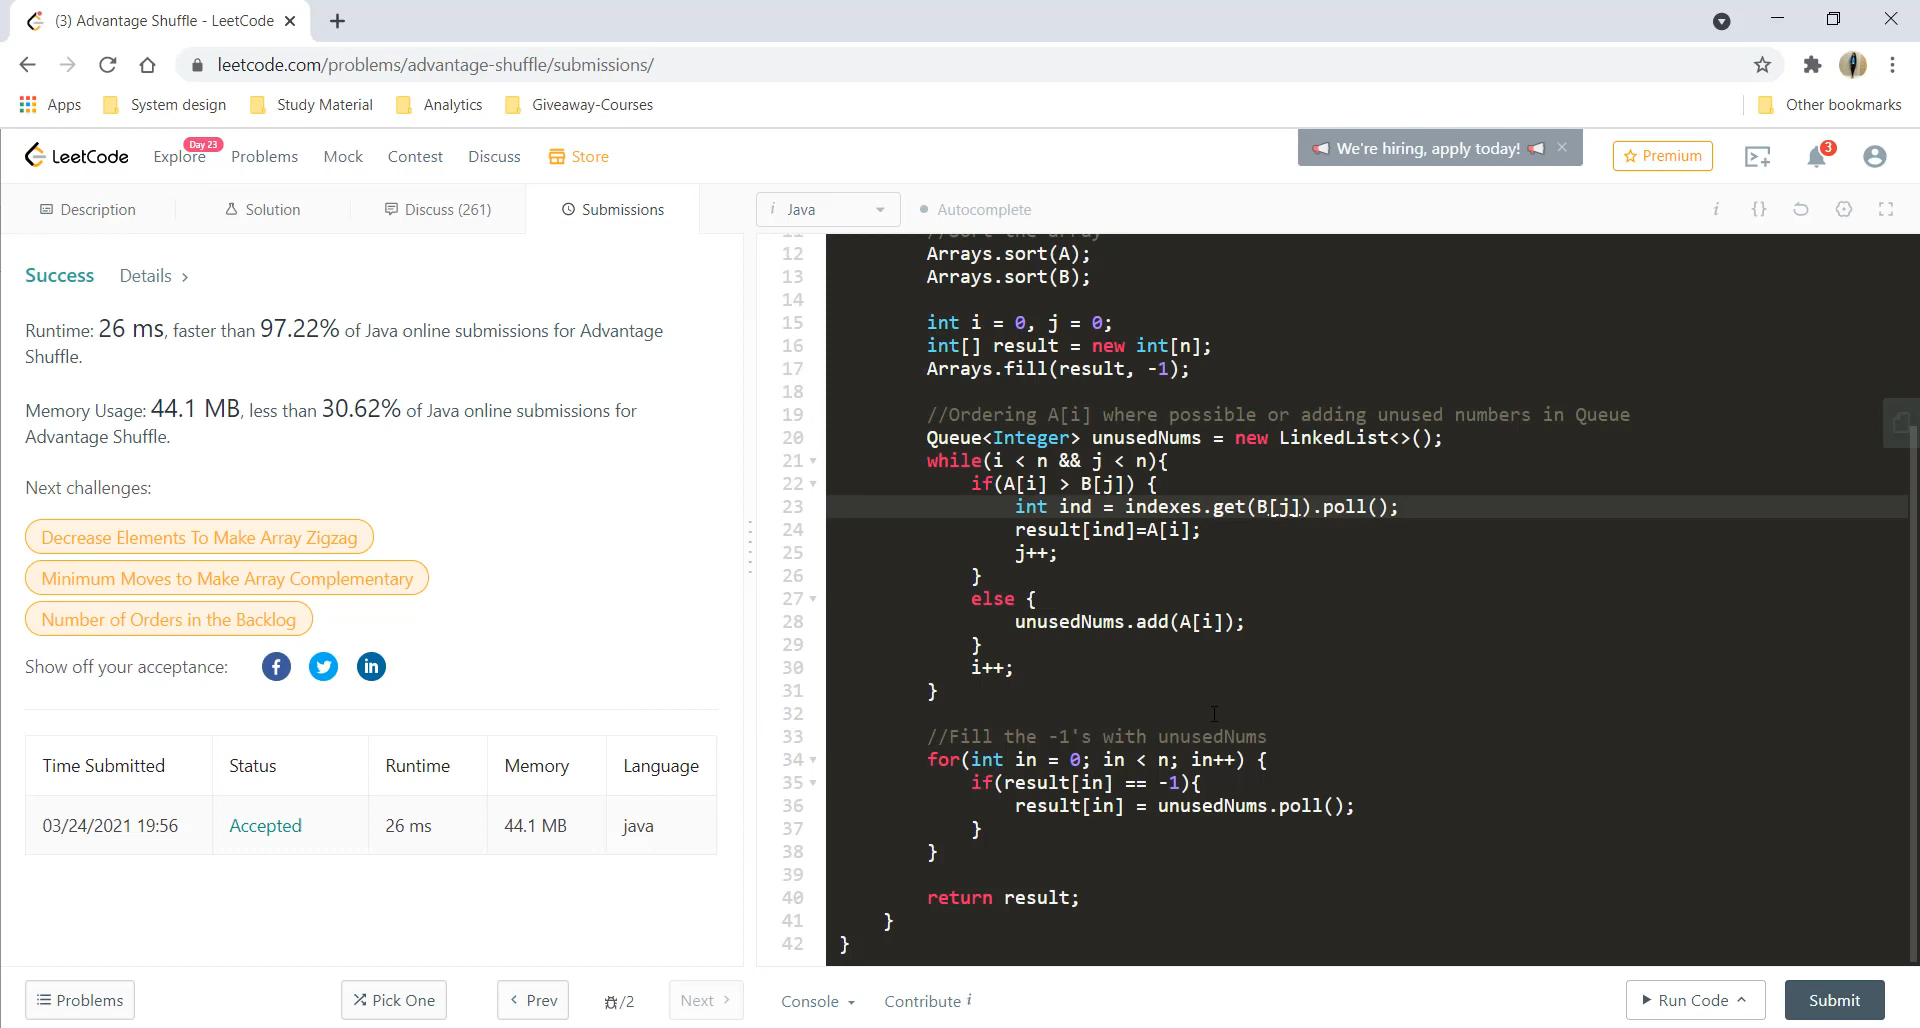 (3) Advantage Shuffle - LeetCode
leetcode.com/problems/advantage-shuffle/submissions/
Apps System design Study Material Analytics Giveaway-Courses Other bookmarks
LeetCode Explore Day 23 Problems Mock Contest Discuss Store We're hiring, apply today! Premium 3
Description Solution Discuss (261) Submissions
i Java Autocomplete
Success Details >
Runtime: 26 ms, faster than 97.22% of Java online submissions for Advantage
Shuffle.
Memory Usage: 44.1 MB, less than 30.62% of Java online submissions for
Advantage Shuffle.
Next challenges:
Decrease Elements To Make Array Zigzag
Minimum Moves to Make Array Complementary
Number of Orders in the Backlog
Show off your acceptance:
Time Submitted Status Runtime Memory Language
03/24/2021 19:56 Accepted 26 ms 44.1 MB java
11 //Sort the array
12 Arrays.sort(A);
13 Arrays.sort(B);
14
15 int i = 0, j = 0;
16 int[] result = new int[n];
17 Arrays.fill(result, -1);
18
19 //Ordering A[i] where possible or adding unused numbers in Queue
20 Queue<Integer> unusedNums = new LinkedList<>();
21 while(i < n && j < n){
22 if(A[i] > B[j]) {
23 int ind = indexes.get(B[j]).poll();
24 result[ind]=A[i];
25 j++;
26 }
27 else {
28 unusedNums.add(A[i]);
29 }
30 i++;
31 }
32
33 //Fill the -1's with unusedNums
34 for(int in = 0; in < n; in++) {
35 if(result[in] == -1){
36 result[in] = unusedNums.poll();
37 }
38 }
39
40 return result;
41 }
42 }
Problems Pick One < Prev /2 Next > Console Contribute i Run Code Submit